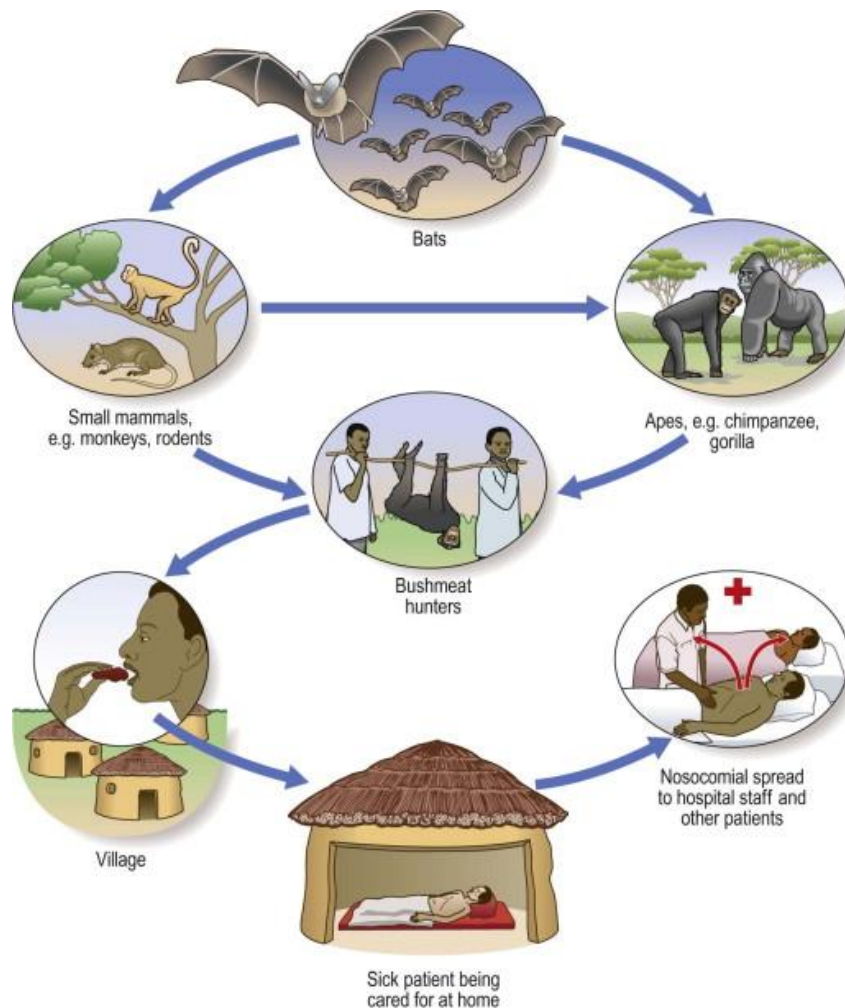 Bats
Small mammals,
e.g. monkeys, rodents
Apes, e.g. chimpanzee,
gorilla
Bushmeat
hunters
Nosocomial spread
to hospital staff and
other patients
Village
Sick patient being
cared for at home